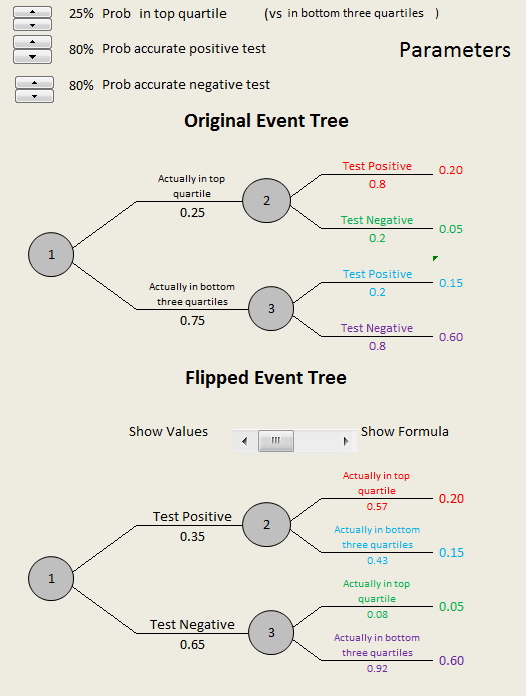 25% Prob in top quartile (vs in bottom three quartiles )
80% Prob accurate positive test
Parameters
80% Prob accurate negative test
Original Event Tree
Actually in top
quartile
0.25
1
2
Test Positive
0.8
0.20
Test Negative
0.2
0.05
Actually in bottom
three quartiles
0.75
3
Test Positive
0.2
0.15
Test Negative
0.8
0.60
Flipped Event Tree
Show Values
Show Formula
1
Test Positive
0.35
2
Actually in top
quartile
0.57
0.20
Actually in bottom
three quartiles
0.43
0.15
Test Negative
0.65
3
Actually in top
quartile
0.08
0.05
Actually in bottom
three quartiles
0.92
0.60